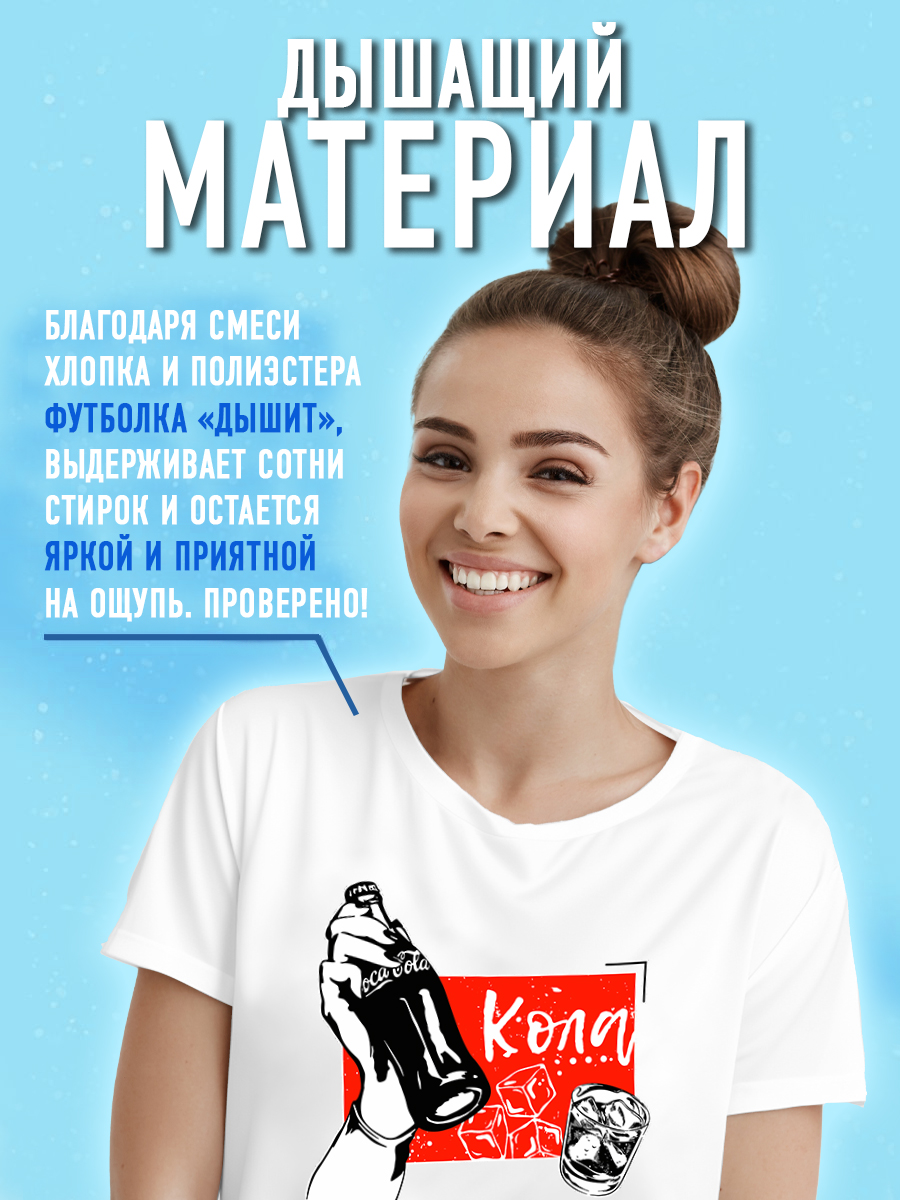 ДЫШАЩИЙ
МАТЕРИАЛ
БЛАГОДАРЯ СМЕСИ
ХЛОПКА И ПОЛИЭСТЕРА
ФУТБОЛКА «ДЫШИТ»,
ВЫДЕРЖИВАЕТ СОТНИ
СТИРОК И ОСТАЕТСЯ
ЯРКОЙ И ПРИЯТНОЙ
НА ОЩУПЬ. ПРОВЕРЕНО!
oca Cola
Кола